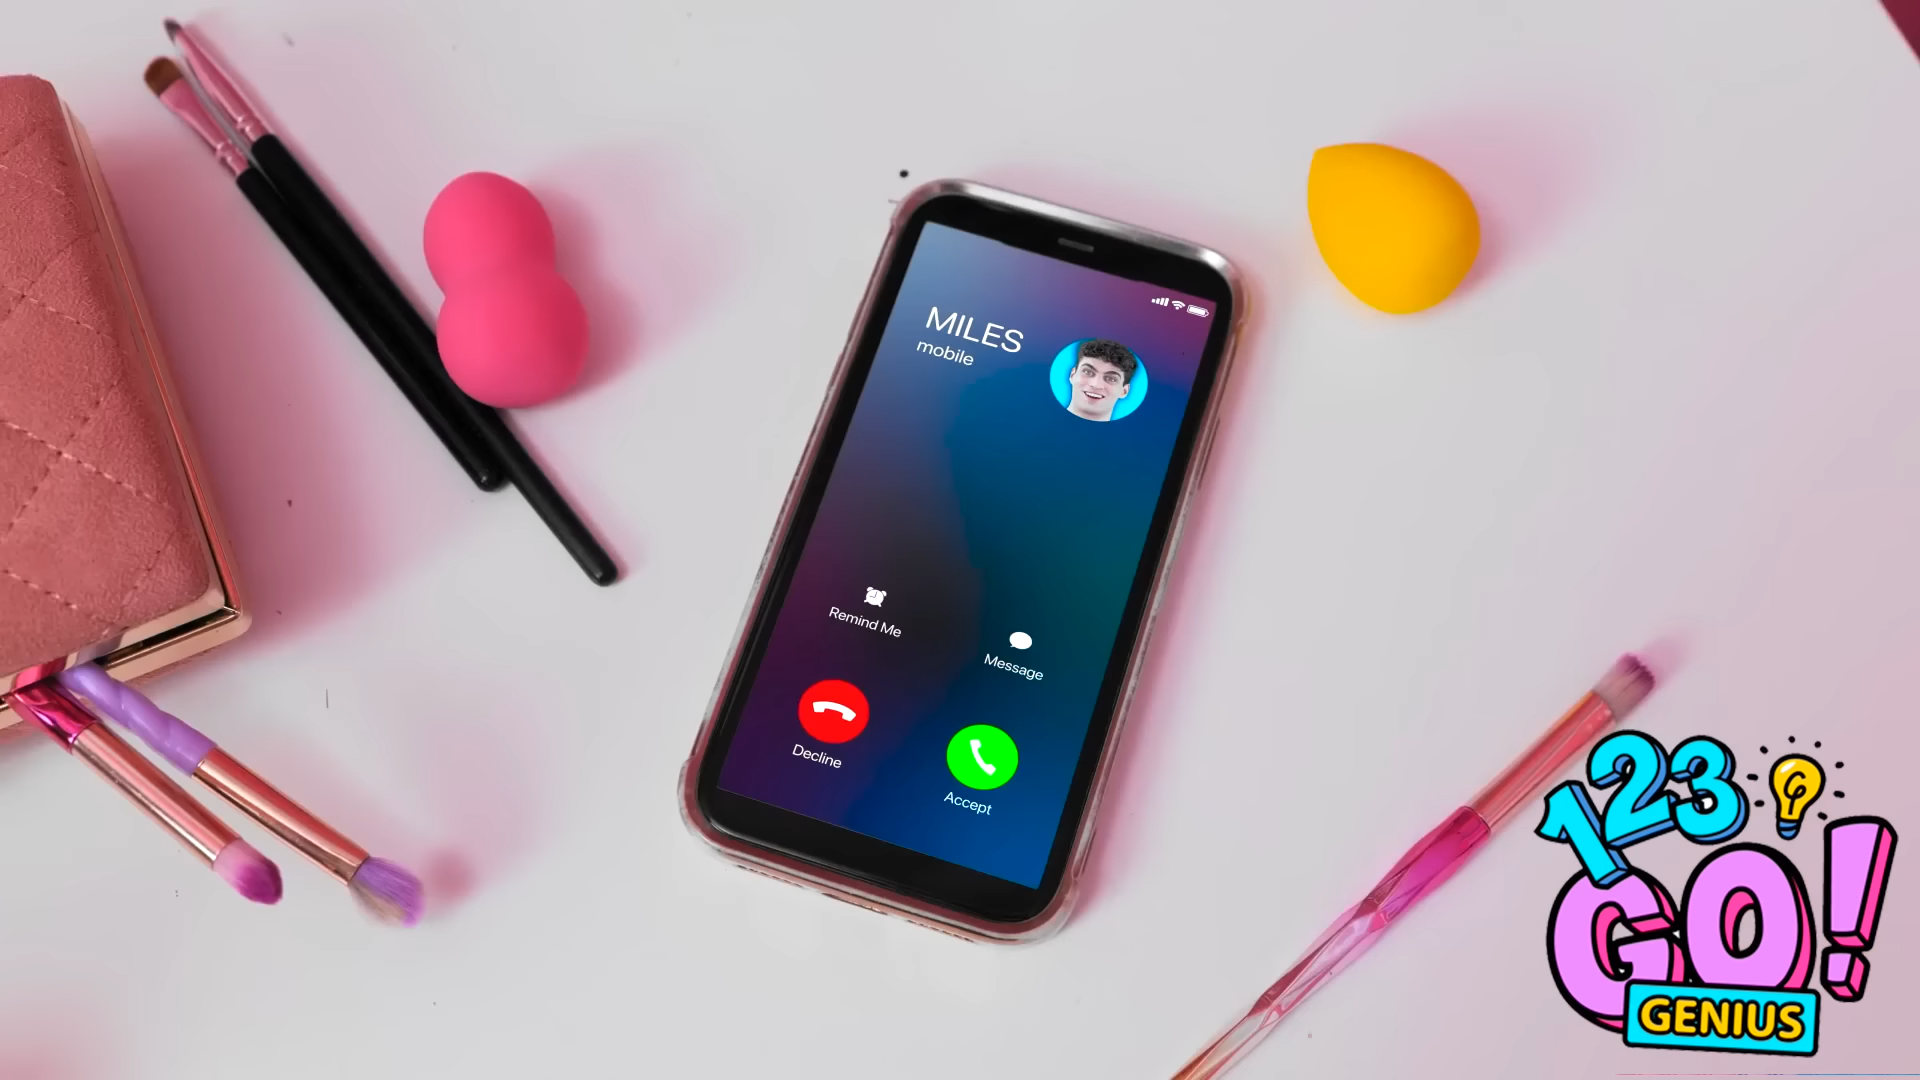 MILES
mobile
Remind Me
Message
Decline
Accept
123
GO!
GENIUS